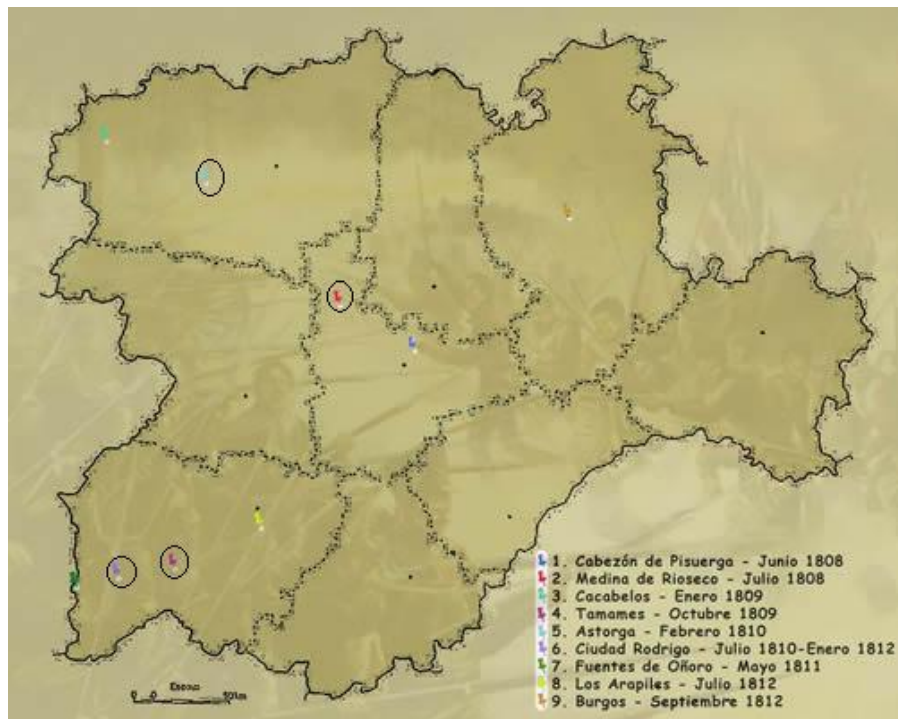 1. Cabezón de Pisuerga - Junio 1808
2. Medina de Rioseco - Julio 1808
3. Cacabelos - Enero 1809
4. Tamames - Octubre 1809
5. Astorga - Febrero 1810
6. Ciudad Rodrigo - Julio 1810-Enero 1812
7. Fuentes de Oñoro - Mayo 1811
8. Los Arapiles - Julio 1812
9. Burgos - Septiembre 1812